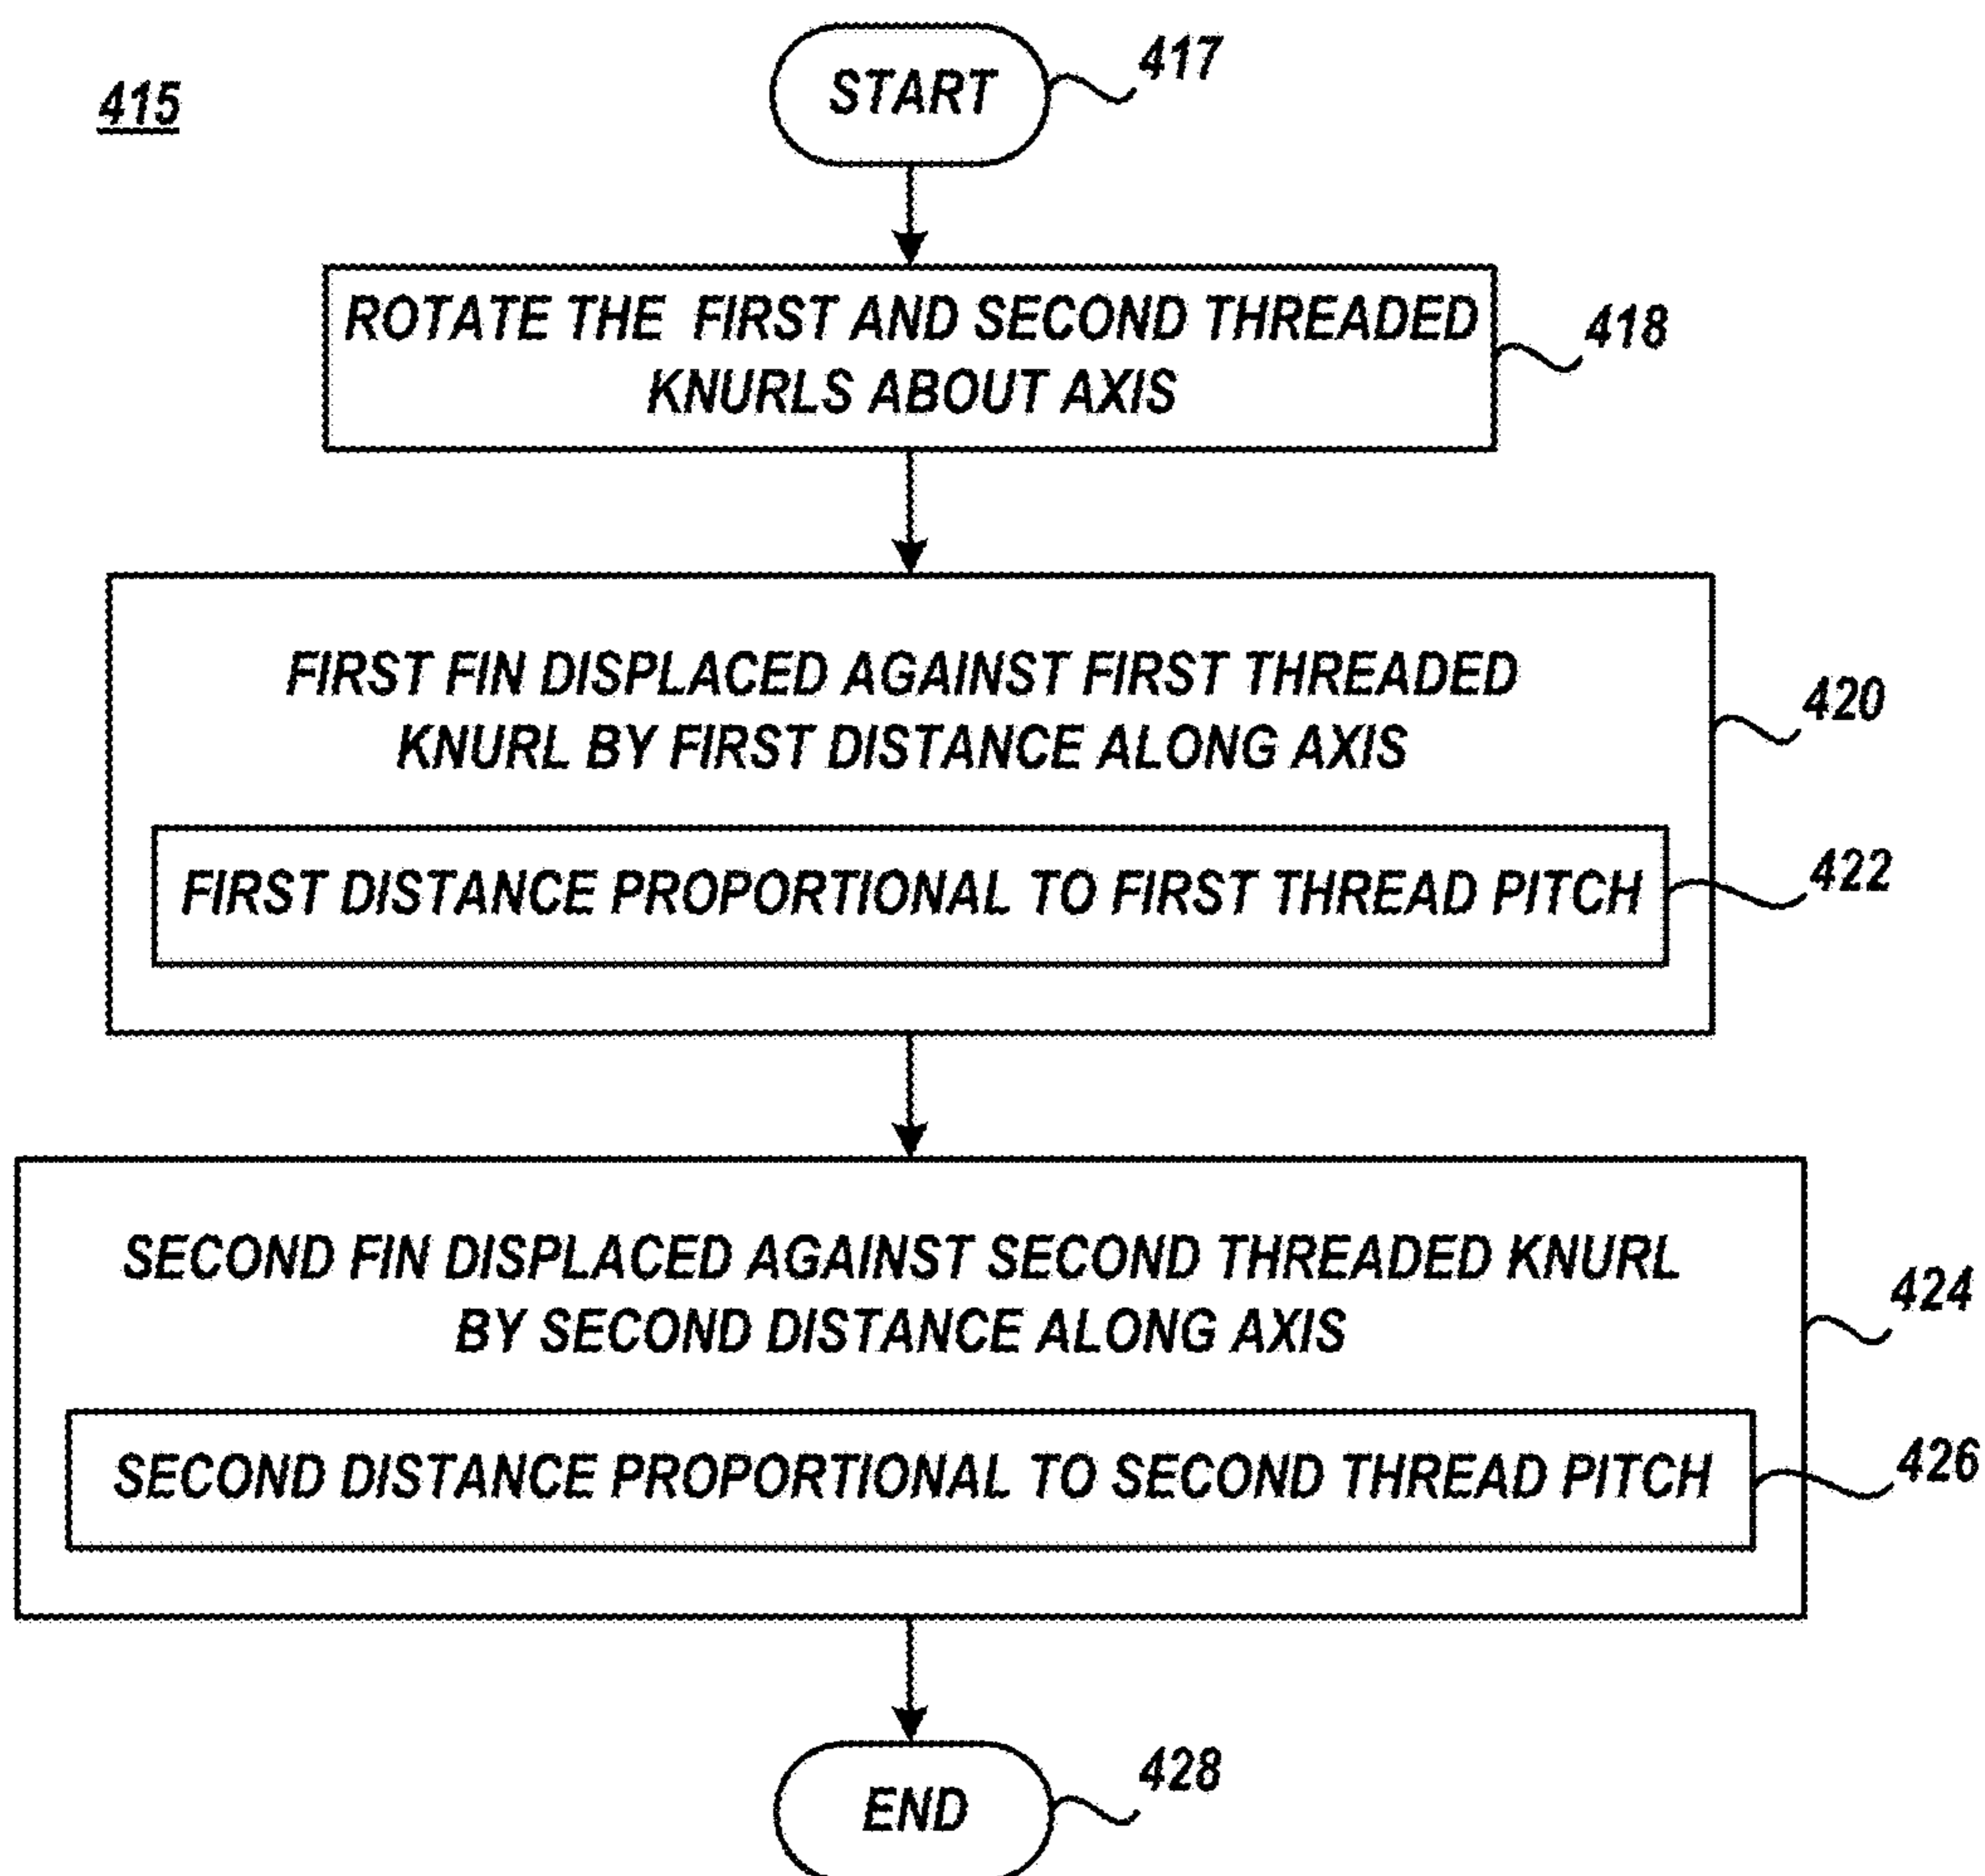 415
START
417
ROTATE THE FIRST AND SECOND THREADED
KNURLS ABOUT AXIS
418
FIRST FIN DISPLACED AGAINST FIRST THREADED
KNURL BY FIRST DISTANCE ALONG AXIS
420
FIRST DISTANCE PROPORTIONAL TO FIRST THREAD PITCH
422
SECOND FIN DISPLACED AGAINST SECOND THREADED KNURL
BY SECOND DISTANCE ALONG AXIS
424
SECOND DISTANCE PROPORTIONAL TO SECOND THREAD PITCH
426
END
428